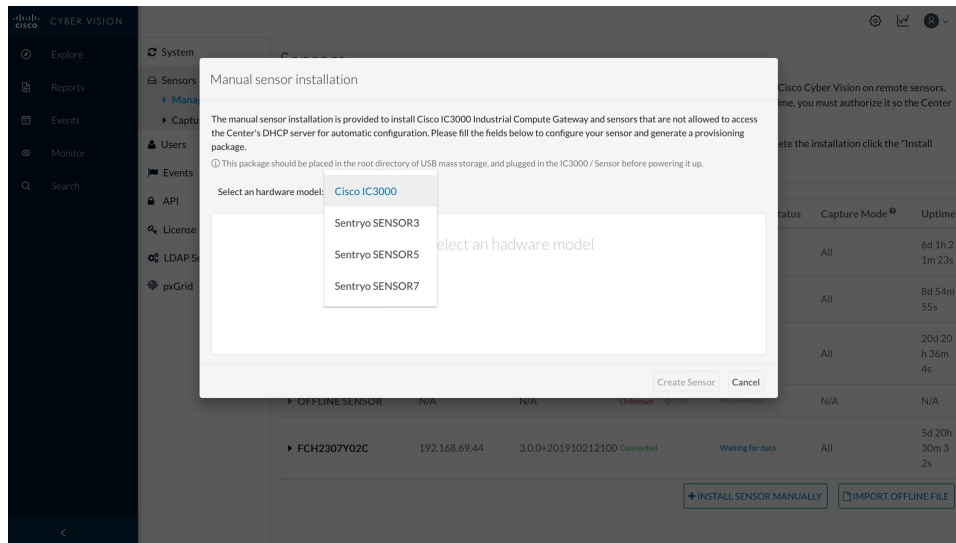 CISCO CYBER VISION
Explore
Reports
Events
Monitor
Search
System
Sensors
Captu
Users
Events
API
License
LDAP Se
pxGrid
Manual sensor installation
The manual sensor installation is provided to install Cisco IC3000 Industrial Compute Gateway and sensors that are not allowed to access
the Center's DHCP server for automatic configuration. Please fill the fields below to configure your sensor and generate a provisioning
package.
This package should be placed in the root directory of USB mass storage, and plugged in the IC3000 / Sensor before powering it up.
Select an hardware model:
Cisco IC3000
Sentryo SENSOR3
Sentryo SENSOR5
Sentryo SENSOR7
elect an hadware model
Create Sensor Cancel
Cisco Cyber Vision on remote sensors.
ime, you must authorize it so the Center
ete the installation click the "Install
tatus Capture Mode Uptime
All 6d 1h 2
1m 23s
All 8d 54m
55s
All 20d 20
h 36m
4s
OFFLINE SENSOR N/A N/A Unknown N/A N/A
FCH2307Y02C 192.168.69.44 3.0.0+201910212100 Connected Waiting for data All 5d 20h
30m 3
2s
+ INSTALL SENSOR MANUALLY IMPORT OFFLINE FILE